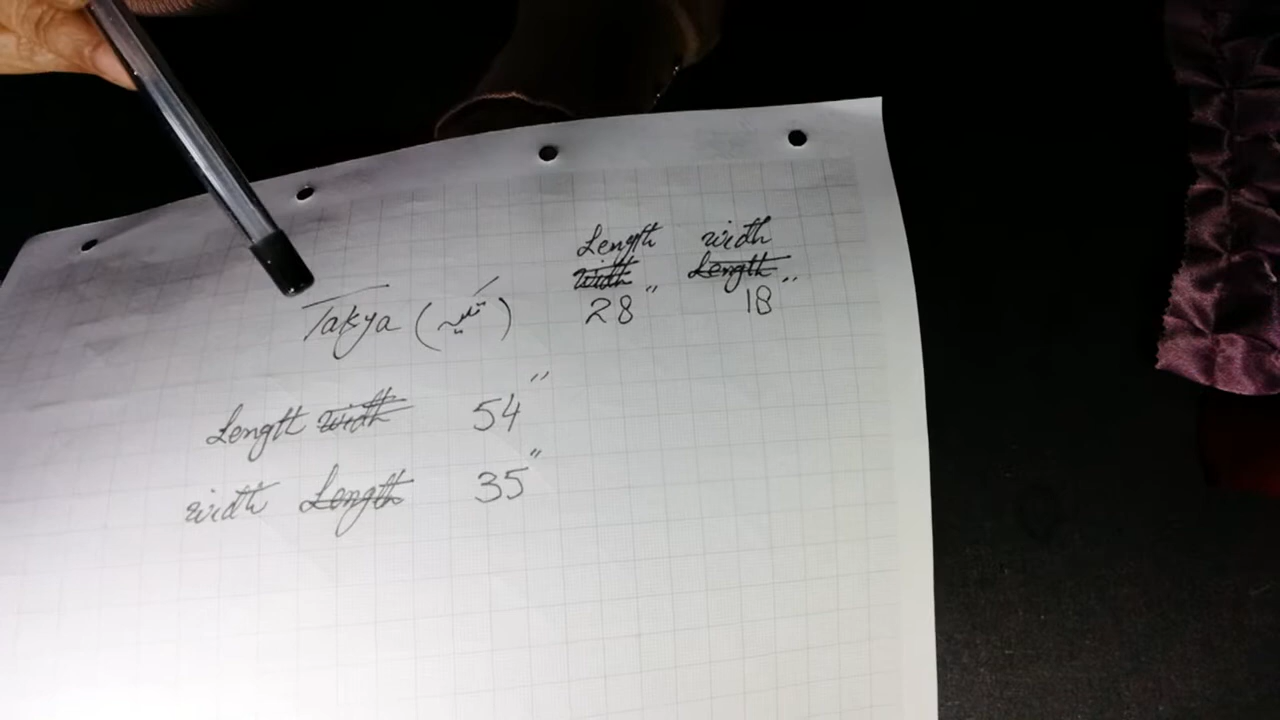 Length width
width Length
Takya (تکیہ) 28" 18"
Length width 54"
width Length 35"